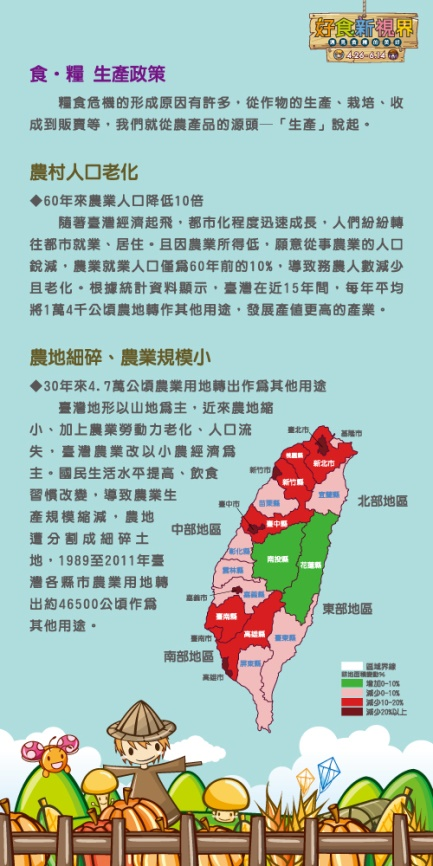 好食新視界
4.26-6.14
食・糧 生產政策
糧食危機的形成原因有許多，從作物的生產、栽培、收
成到販賣等，我們就從農產品的源頭─「生產」說起。
農村人口老化
◆60年來農業人口降低10倍
隨著臺灣經濟起飛，都市化程度迅速成長，人們紛紛轉
往都市就業、居住。且因農業所得低，願意從事農業的人口
銳減，農業就業人口僅為60年前的10%，導致務農人數減少
且老化。根據統計資料顯示，臺灣在近15年間，每年平均
將1萬4千公頃農地轉作其他用途，發展產值更高的產業。
農地細碎、農業規模小
◆30年來4.7萬公頃農業用地轉出作為其他用途
臺灣地形以山地為主，近來農地縮
小、加上農業勞動力老化、人口流
失，臺灣農業改以小農經濟為
主。國民生活水平提高、飲食
習慣改變，導致農業生
產規模縮減，農地
遭分割成細碎土
地，1989至2011年臺
灣各縣市農業用地轉
出約46500公頃作為
其他用途。
臺北市
基隆市
桃園縣
新北市
新竹市
新竹縣
宜蘭縣
北部地區
苗栗縣
臺中市
臺中縣
中部地區
彰化縣
南投縣
花蓮縣
雲林縣
嘉義市
嘉義縣
東部地區
臺南縣
臺南市
高雄縣
臺東縣
南部地區
屏東縣
高雄市
區域界線
耕地面積變動%
增加0-10%
減少0-10%
減少10-20%
減少20%以上